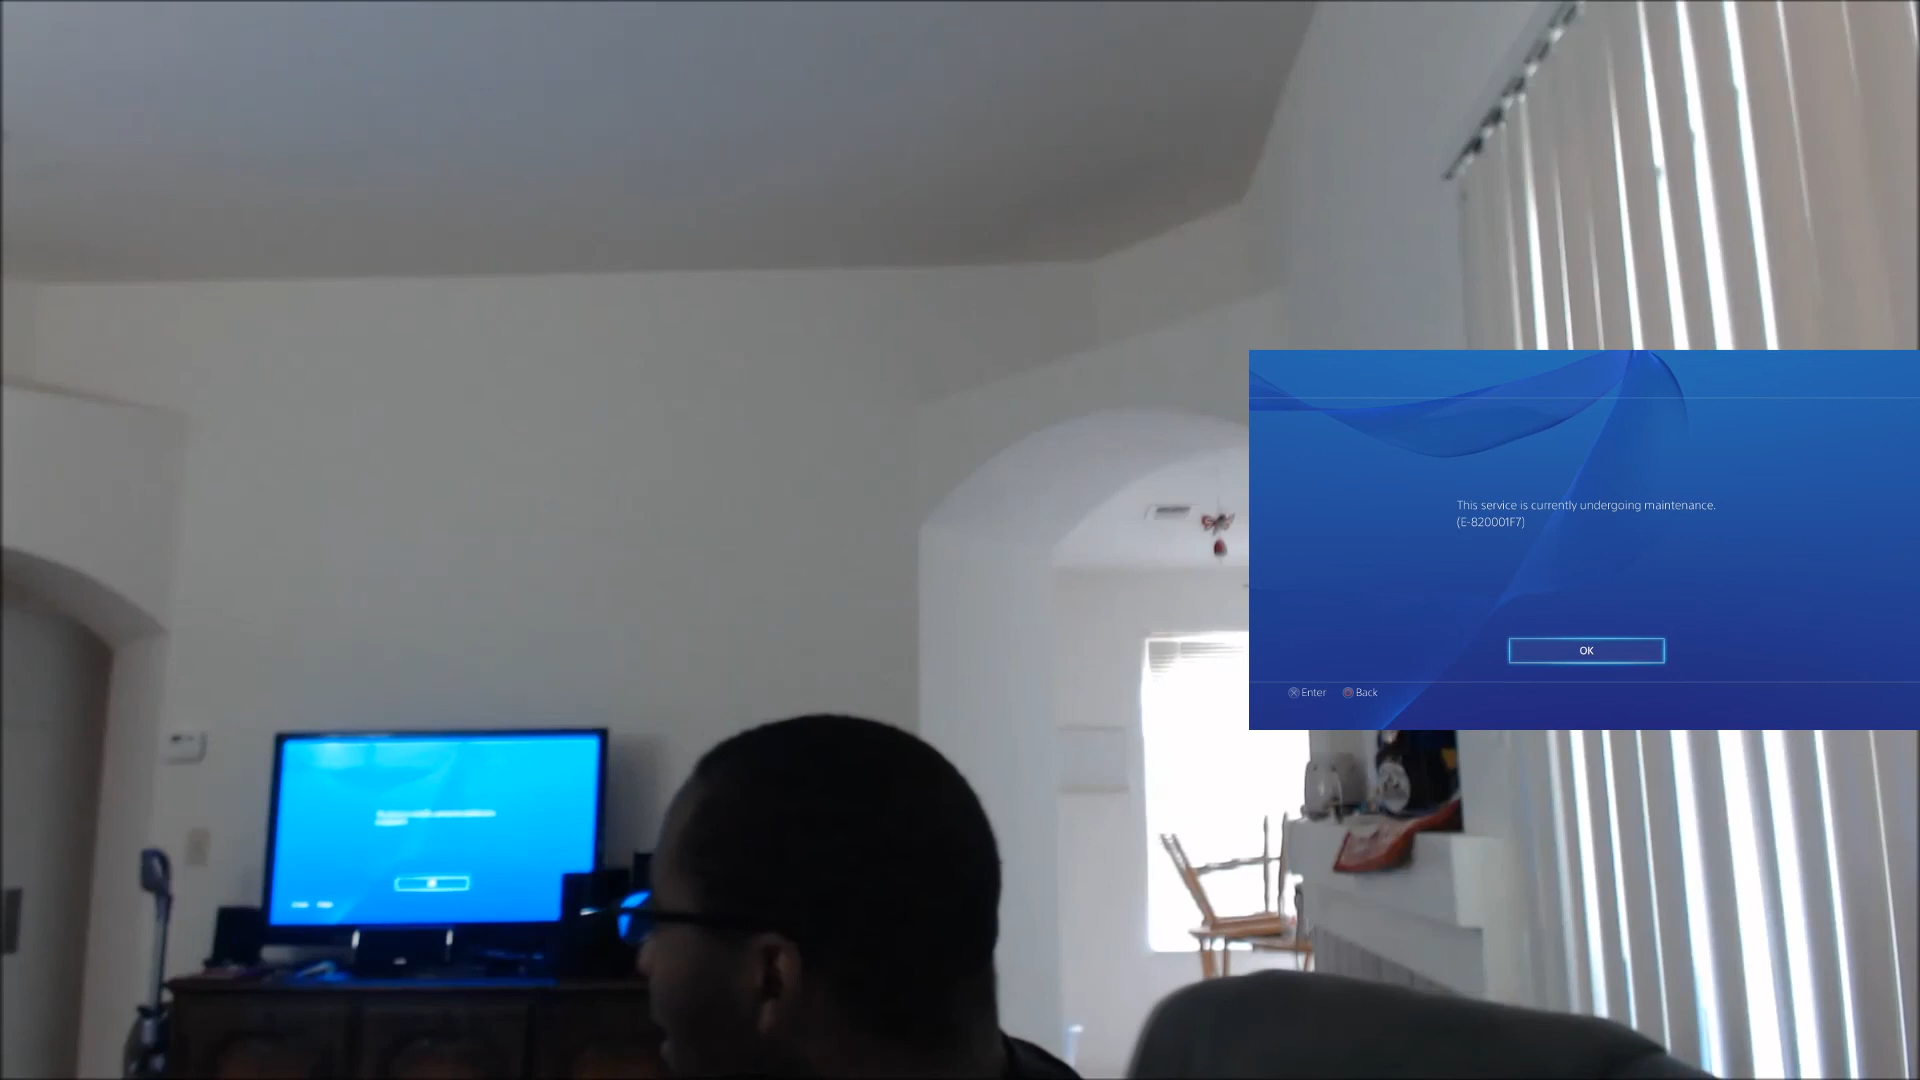 This service is currently undergoing maintenance.
(E-820001F7)
OK
Enter Back